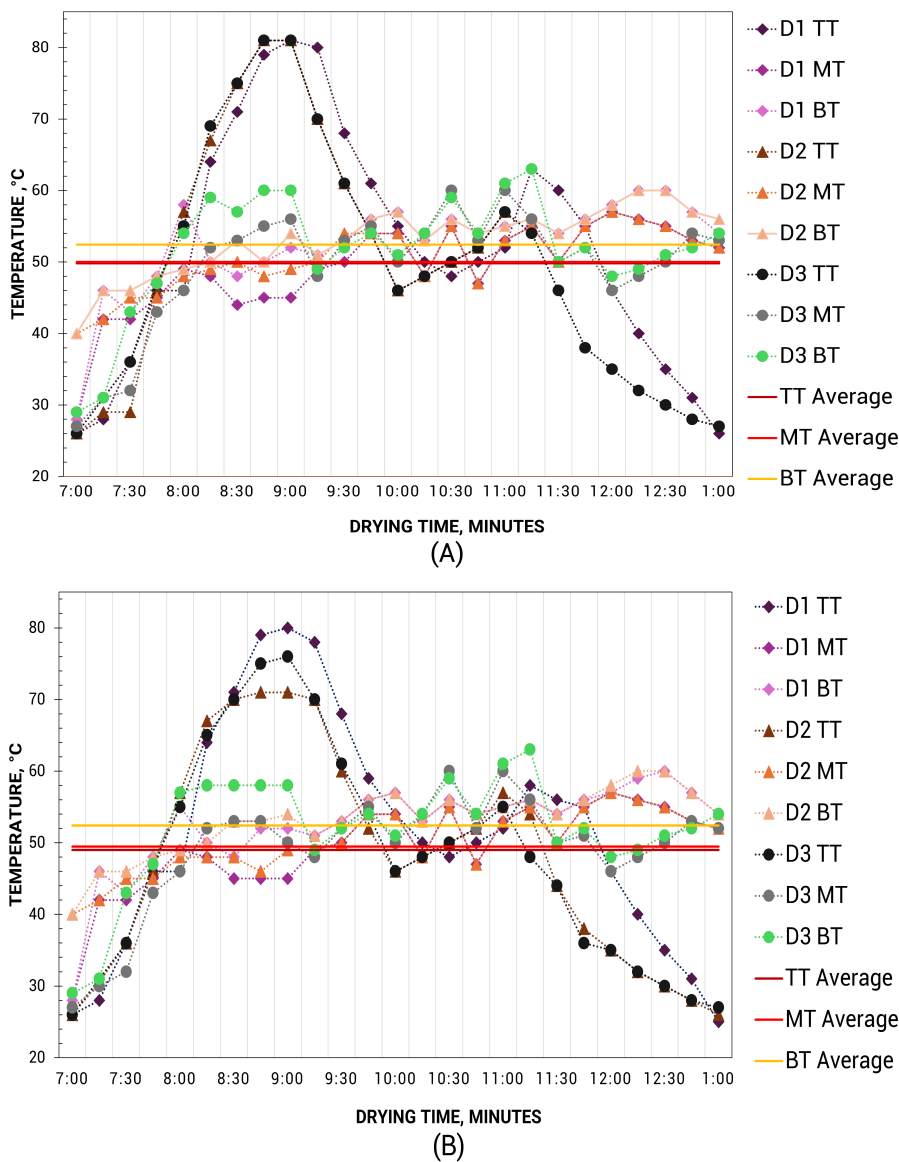 80
70
60
50
40
30
20
TEMPERATURE ,°C
7:00 7:30 8:00 8:30 9:00 9:30 10:00 10:30 11:00 11:30 12:00 12:30 1:00
DRYING TIME, MINUTES
(A)
D1 TT
D1 MT
D1 BT
D2 TT
D2 MT
D2 BT
D3 TT
D3 MT
D3 BT
TT Average
MT Average
BT Average
80
70
60
50
40
30
20
TEMPERATURE, °C
7:00 7:30 8:00 8:30 9:00 9:30 10:00 10:30 11:00 11:30 12:00 12:30 1:00
DRYING TIME, MINUTES
(B)
D1 TT
D1 MT
D1 BT
D2 TT
D2 MT
D2 BT
D3 TT
D3 MT
D3 BT
TT Average
MT Average
BT Average